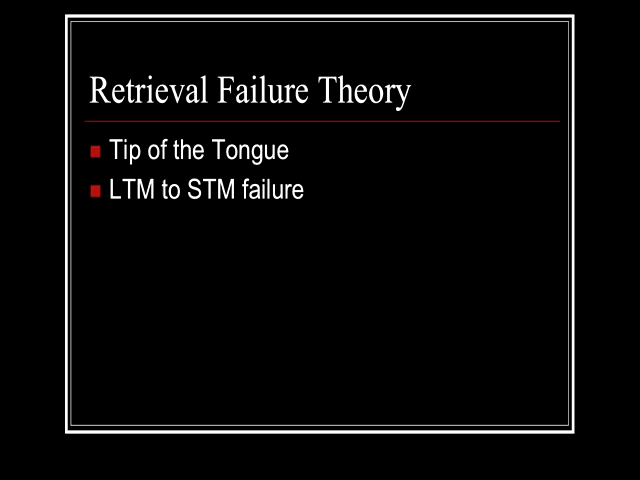 Retrieval Failure Theory
Tip of the Tongue
LTM to STM failure